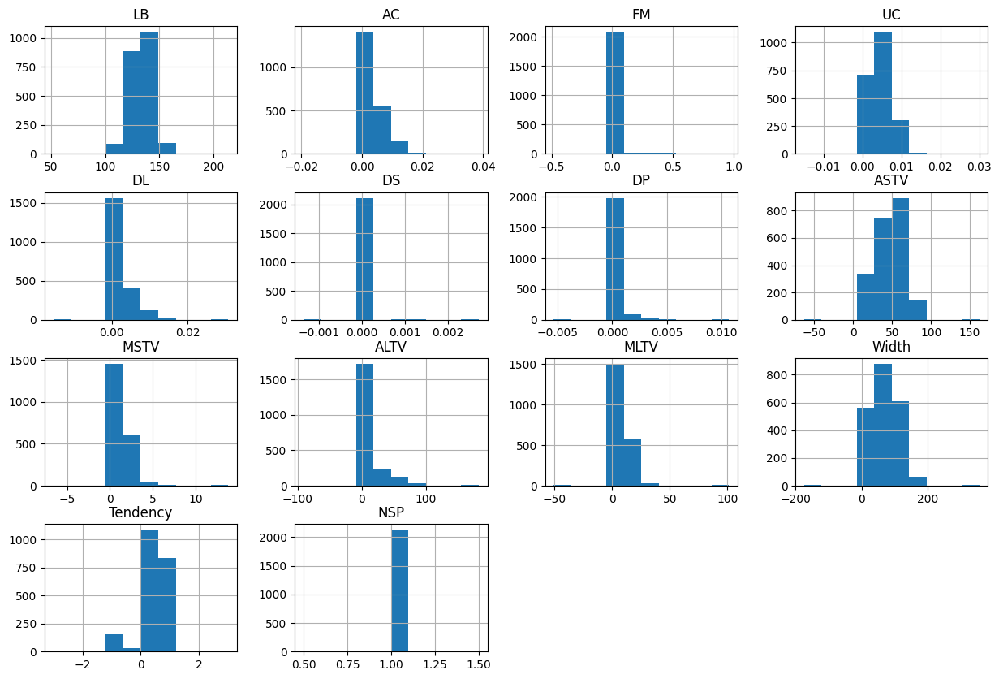 LB AC FM UC
1000 750 500 250 0
50 100 150 200
1000 500 0
−0.02 0.00 0.02 0.04
2000 1500 1000 500 0
−0.5 0.0 0.5 1.0
1000 750 500 250 0
−0.01 0.00 0.01 0.02 0.03
DL DS DP ASTV
1500 1000 500 0
0.00 0.02
2000 1500 1000 500 0
−0.001 0.000 0.001 0.002
2000 1500 1000 500 0
−0.005 0.000 0.005 0.010
800 600 400 200 0
−50 0 50 100 150
MSTV ALTV MLTV Width
1500 1000 500 0
−5 0 5 10
1500 1000 500 0
−100 0 100
1500 1000 500 0
−50 0 50 100
800 600 400 200 0
−200 0 200
Tendency NSP
1000 750 500 250 0
−2 0 2
2000 1500 1000 500 0
0.50 0.75 1.00 1.25 1.50